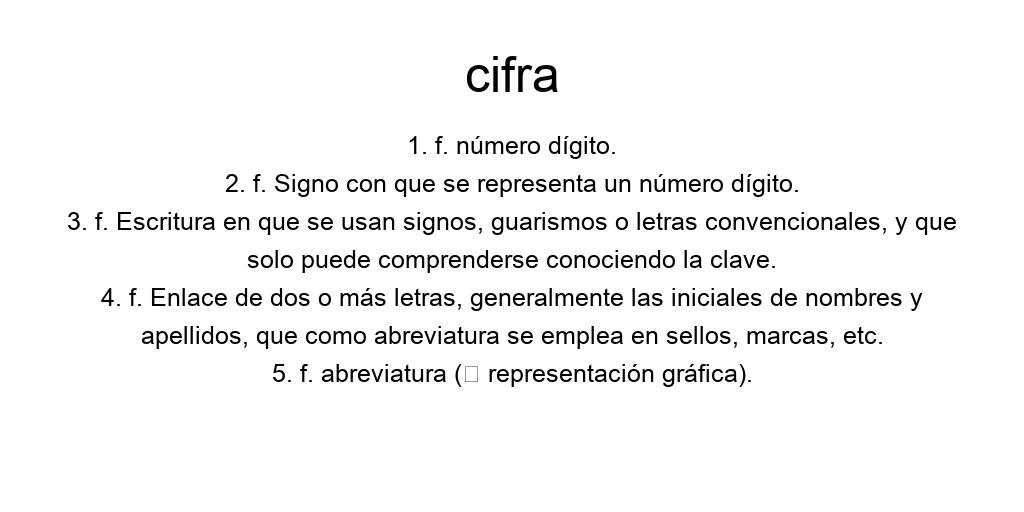 cifra
1. f. número dígito.
2. f. Signo con que se representa un número dígito.
3. f. Escritura en que se usan signos, guarismos o letras convencionales, y que
solo puede comprenderse conociendo la clave.
4. f. Enlace de dos o más letras, generalmente las iniciales de nombres y
apellidos, que como abreviatura se emplea en sellos, marcas, etc.
5. f. abreviatura (□ representación gráfica).